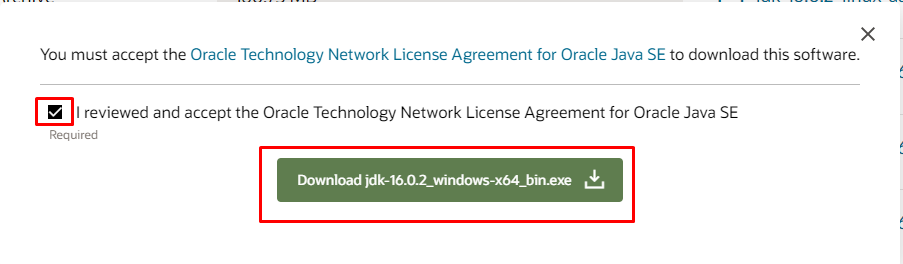 You must accept the Oracle Technology Network License Agreement for Oracle Java SE to download this software.
I reviewed and accept the Oracle Technology Network License Agreement for Oracle Java SE
Required
Download jdk-16.0.2_windows-x64_bin.exe